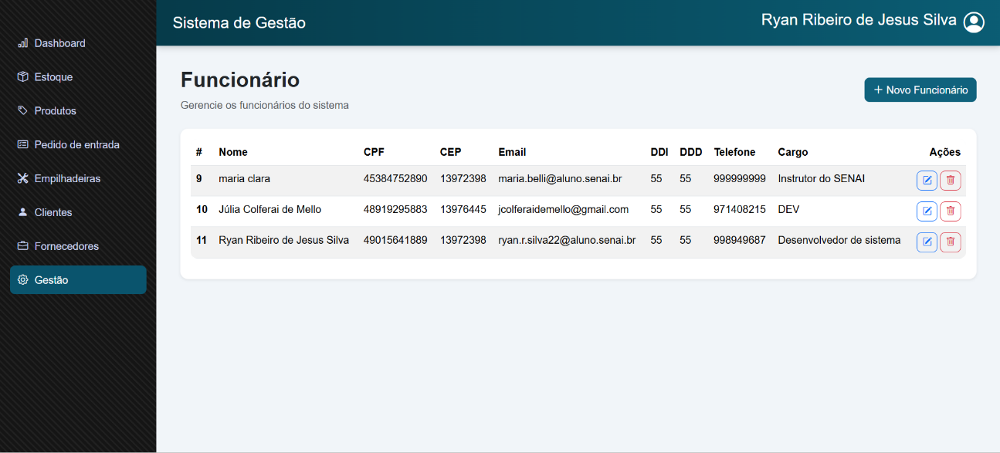 Sistema de Gestão
Ryan Ribeiro de Jesus Silva
Dashboard
Estoque
Produtos
Pedido de entrada
Empilhadeiras
Clientes
Fornecedores
Gestão
Funcionário
Gerencie os funcionários do sistema
+ Novo Funcionário
# Nome CPF CEP Email DDI DDD Telefone Cargo Ações
9 maria clara 45384752890 13972398 maria.belli@aluno.senai.br 55 55 999999999 Instrutor do SENAI
10 Júlia Colferai de Mello 48919295883 13976445 jcolferaidemello@gmail.com 55 55 971408215 DEV
11 Ryan Ribeiro de Jesus Silva 49015641889 13972398 ryan.r.silva22@aluno.senai.br 55 55 998949687 Desenvolvedor de sistema